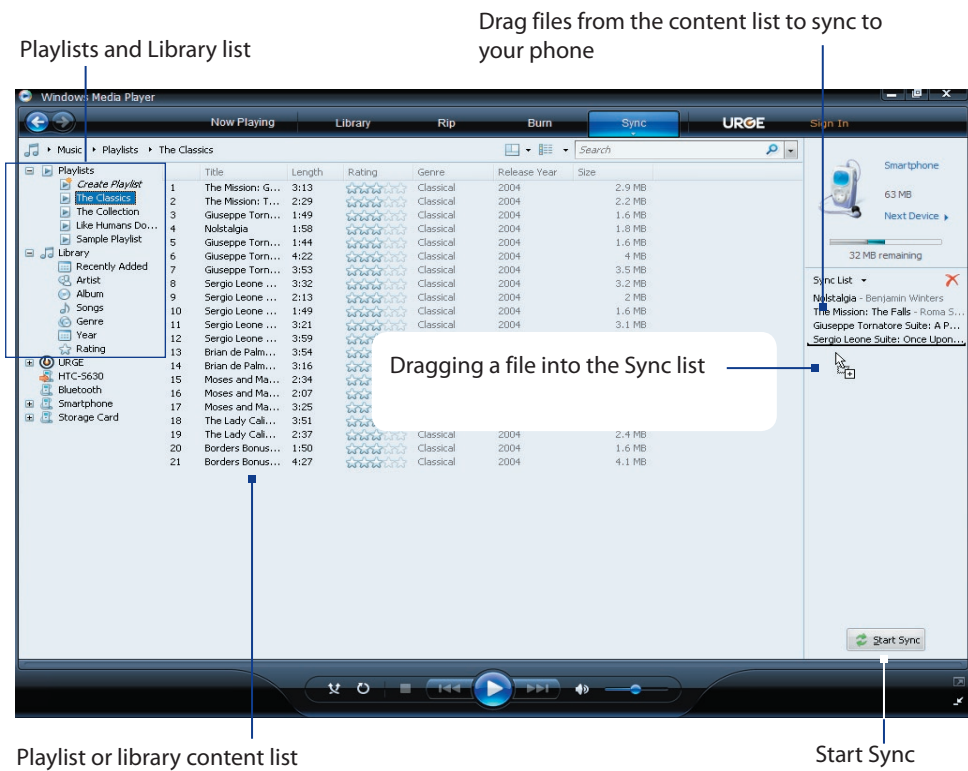 Drag files from the content list to sync to
your phone
Playlists and Library list
Windows Media Player
Now Playing Library Rip Burn Sync URGE Sign In
Music Playlists The Classics Search
Playlists
Create Playlist
The Classics
The Collection
Like Humans Do...
Sample Playlist
Library
Recently Added
Artist
Album
Songs
Genre
Year
Rating
URGE
HTC-S630
Bluetooth
Smartphone
Storage Card
Title Length Rating Genre Release Year Size
1 The Mission: G... 3:13 Classical 2004 2.9 MB
2 The Mission: T... 2:29 Classical 2004 2.2 MB
3 Giuseppe Torn... 1:49 Classical 2004 1.6 MB
4 Nolstalgia 1:58 Classical 2004 1.8 MB
5 Giuseppe Torn... 1:44 Classical 2004 1.6 MB
6 Giuseppe Torn... 4:22 Classical 2004 4 MB
7 Giuseppe Torn... 3:53 Classical 2004 3.5 MB
8 Sergio Leone ... 3:32 Classical 2004 3.2 MB
9 Sergio Leone ... 2:13 Classical 2004 2 MB
10 Sergio Leone ... 1:49 Classical 2004 1.6 MB
11 Sergio Leone ... 3:21 Classical 2004 3.1 MB
12 Sergio Leone ... 3:59
13 Brian de Palm... 3:54
14 Brian de Palm... 3:16
15 Moses and Ma... 2:34
16 Moses and Ma... 2:07
17 Moses and Ma... 3:25
18 The Lady Cali... 3:51
19 The Lady Cali... 2:37 Classical 2004 2.4 MB
20 Borders Bonus... 1:50 Classical 2004 1.6 MB
21 Borders Bonus... 4:27 Classical 2004 4.1 MB
Dragging a file into the Sync list
Smartphone
63 MB
Next Device
32 MB remaining
Sync List
Nolstalgia - Benjamin Winters
The Mission: The Falls - Roma S...
Giuseppe Tornatore Suite: A P...
Sergio Leone Suite: Once Upon...
Start Sync
Playlist or library content list
Start Sync